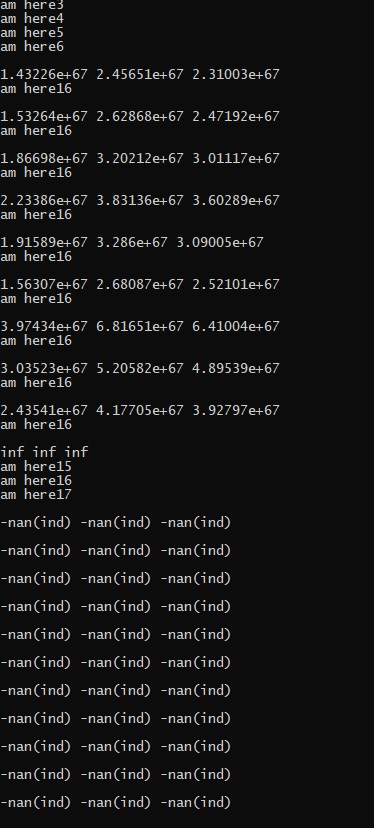 am here3
am here4
am here5
am here6
1.43226e+67 2.45651e+67 2.31003e+67
am here16
1.53264e+67 2.62868e+67 2.47192e+67
am here16
1.86698e+67 3.20212e+67 3.01117e+67
am here16
2.23386e+67 3.83136e+67 3.60289e+67
am here16
1.91589e+67 3.286e+67 3.09005e+67
am here16
1.56307e+67 2.68087e+67 2.52101e+67
am here16
3.97434e+67 6.81651e+67 6.41004e+67
am here16
3.03523e+67 5.20582e+67 4.89539e+67
am here16
2.43541e+67 4.17705e+67 3.92797e+67
am here16
inf inf inf
am here15
am here16
am here17
-nan(ind) -nan(ind) -nan(ind)
-nan(ind) -nan(ind) -nan(ind)
-nan(ind) -nan(ind) -nan(ind)
-nan(ind) -nan(ind) -nan(ind)
-nan(ind) -nan(ind) -nan(ind)
-nan(ind) -nan(ind) -nan(ind)
-nan(ind) -nan(ind) -nan(ind)
-nan(ind) -nan(ind) -nan(ind)
-nan(ind) -nan(ind) -nan(ind)
-nan(ind) -nan(ind) -nan(ind)
-nan(ind) -nan(ind) -nan(ind)